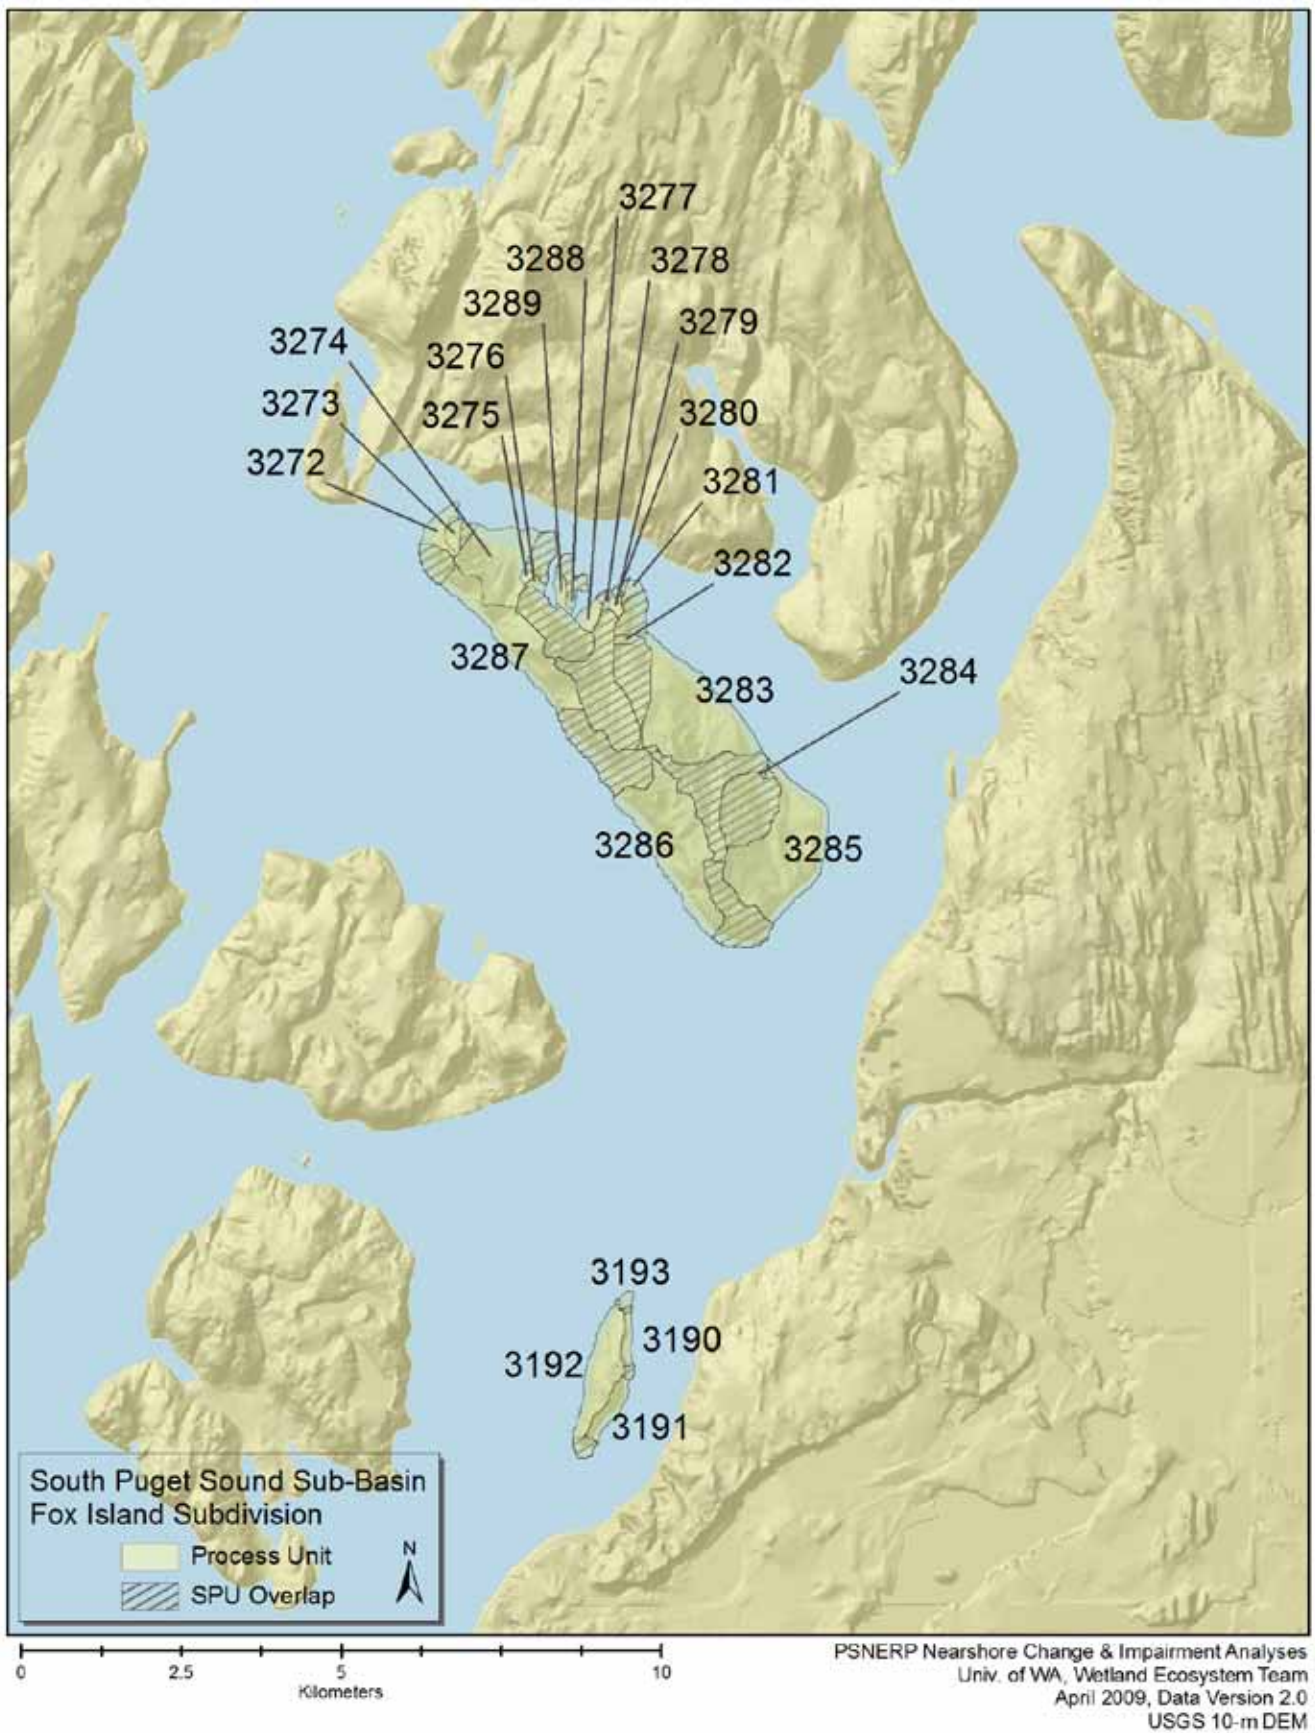 3277
3288
3278
3289
3279
3274
3276
3273
3275
3280
3272
3281
3282
3287
3284
3283
3286
3285
3193
3190
3192
3191
South Puget Sound Sub-Basin
Fox Island Subdivision
Process Unit
SPU Overlap
N
0 2.5 5 10
Kilometers
PSNERP Nearshore Change & Impairment Analyses
Univ. of WA, Wetland Ecosystem Team
April 2009, Data Version 2.0
USGS 10-m DEM